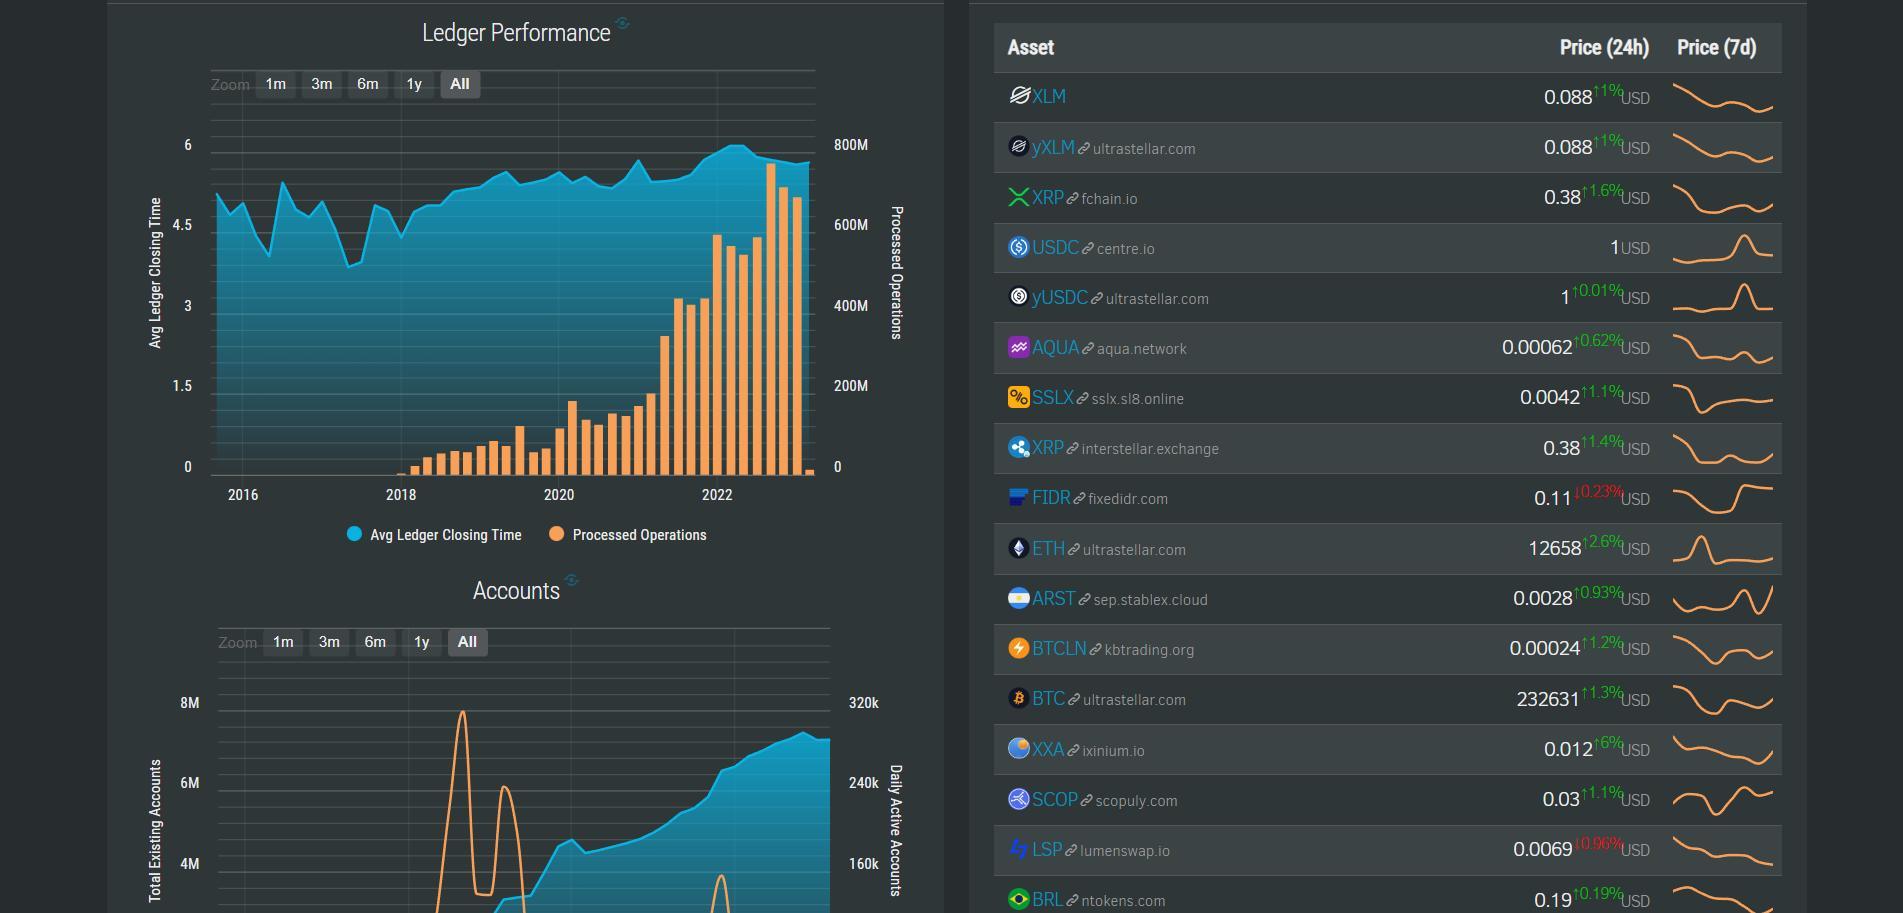 Ledger Performance
Zoom 1m 3m 6m 1y All
Avg Ledger Closing Time
6
4.5
3
1.5
0
800M
600M
400M
200M
0
Processed Operations
2016 2018 2020 2022
Avg Ledger Closing Time Processed Operations
Accounts
Zoom 1m 3m 6m 1y All
Total Existing Accounts
8M
6M
4M
320k
240k
160k
Daily Active Accounts
Asset Price (24h) Price (7d)
XLM 0.088 ↑1% USD
yXLM ultrastellar.com 0.088 ↑1% USD
XRP fchain.io 0.38 ↑1.6% USD
USDC centre.io 1 USD
yUSDC ultrastellar.com 1 ↑0.01% USD
AQUA aqua.network 0.00062 ↑0.62% USD
SSLX sslx.sl8.online 0.0042 ↑1.1% USD
XRP interstellar.exchange 0.38 ↑1.4% USD
FIDR fixedidr.com 0.11 ↓0.23% USD
ETH ultrastellar.com 12658 ↑2.6% USD
ARST sep.stablex.cloud 0.0028 ↑0.93% USD
BTCLN kbtrading.org 0.00024 ↑1.2% USD
BTC ultrastellar.com 232631 ↑1.3% USD
XXA ixinium.io 0.012 ↑6% USD
SCOP scopuly.com 0.03 ↑1.1% USD
LSP lumenswap.io 0.0069 ↓0.96% USD
BRL ntokens.com 0.19 ↑0.19% USD